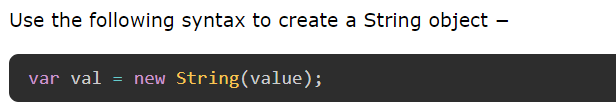 Use the following syntax to create a String object −
var val = new String(value);